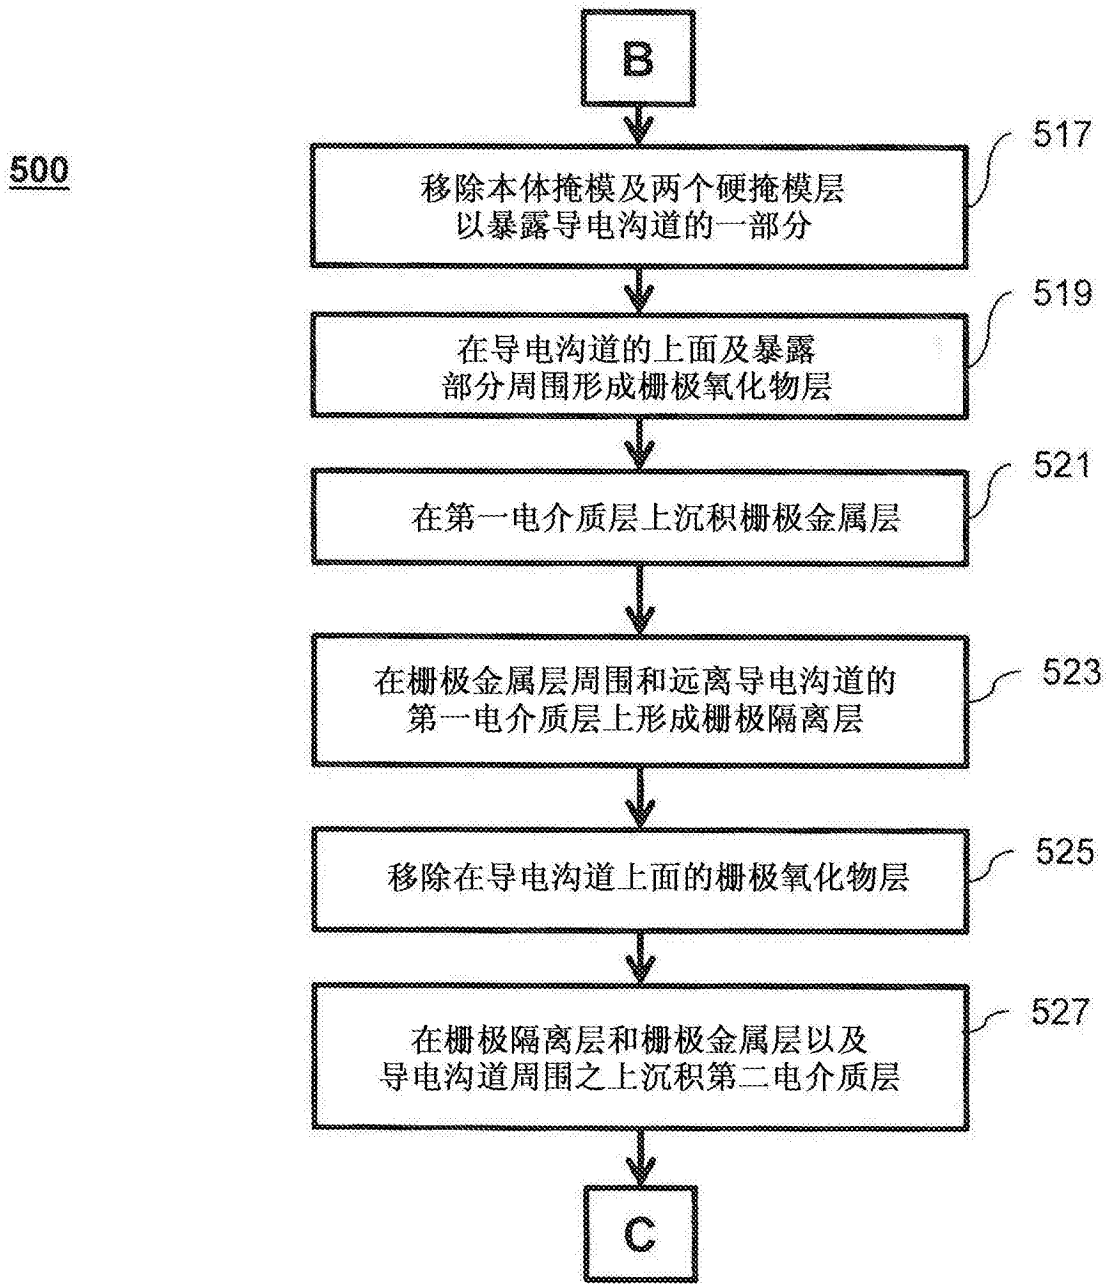 B
500
517
移除本体掩模及两个硬掩模层
以暴露导电沟道的一部分
519
在导电沟道的上面及暴露
部分周围形成栅极氧化物层
521
在第一电介质层上沉积栅极金属层
523
在栅极金属层周围和远离导电沟道的
第一电介质层上形成栅极隔离层
525
移除在导电沟道上面的栅极氧化物层
527
在栅极隔离层和栅极金属层以及
导电沟道周围之上沉积第二电介质层
C